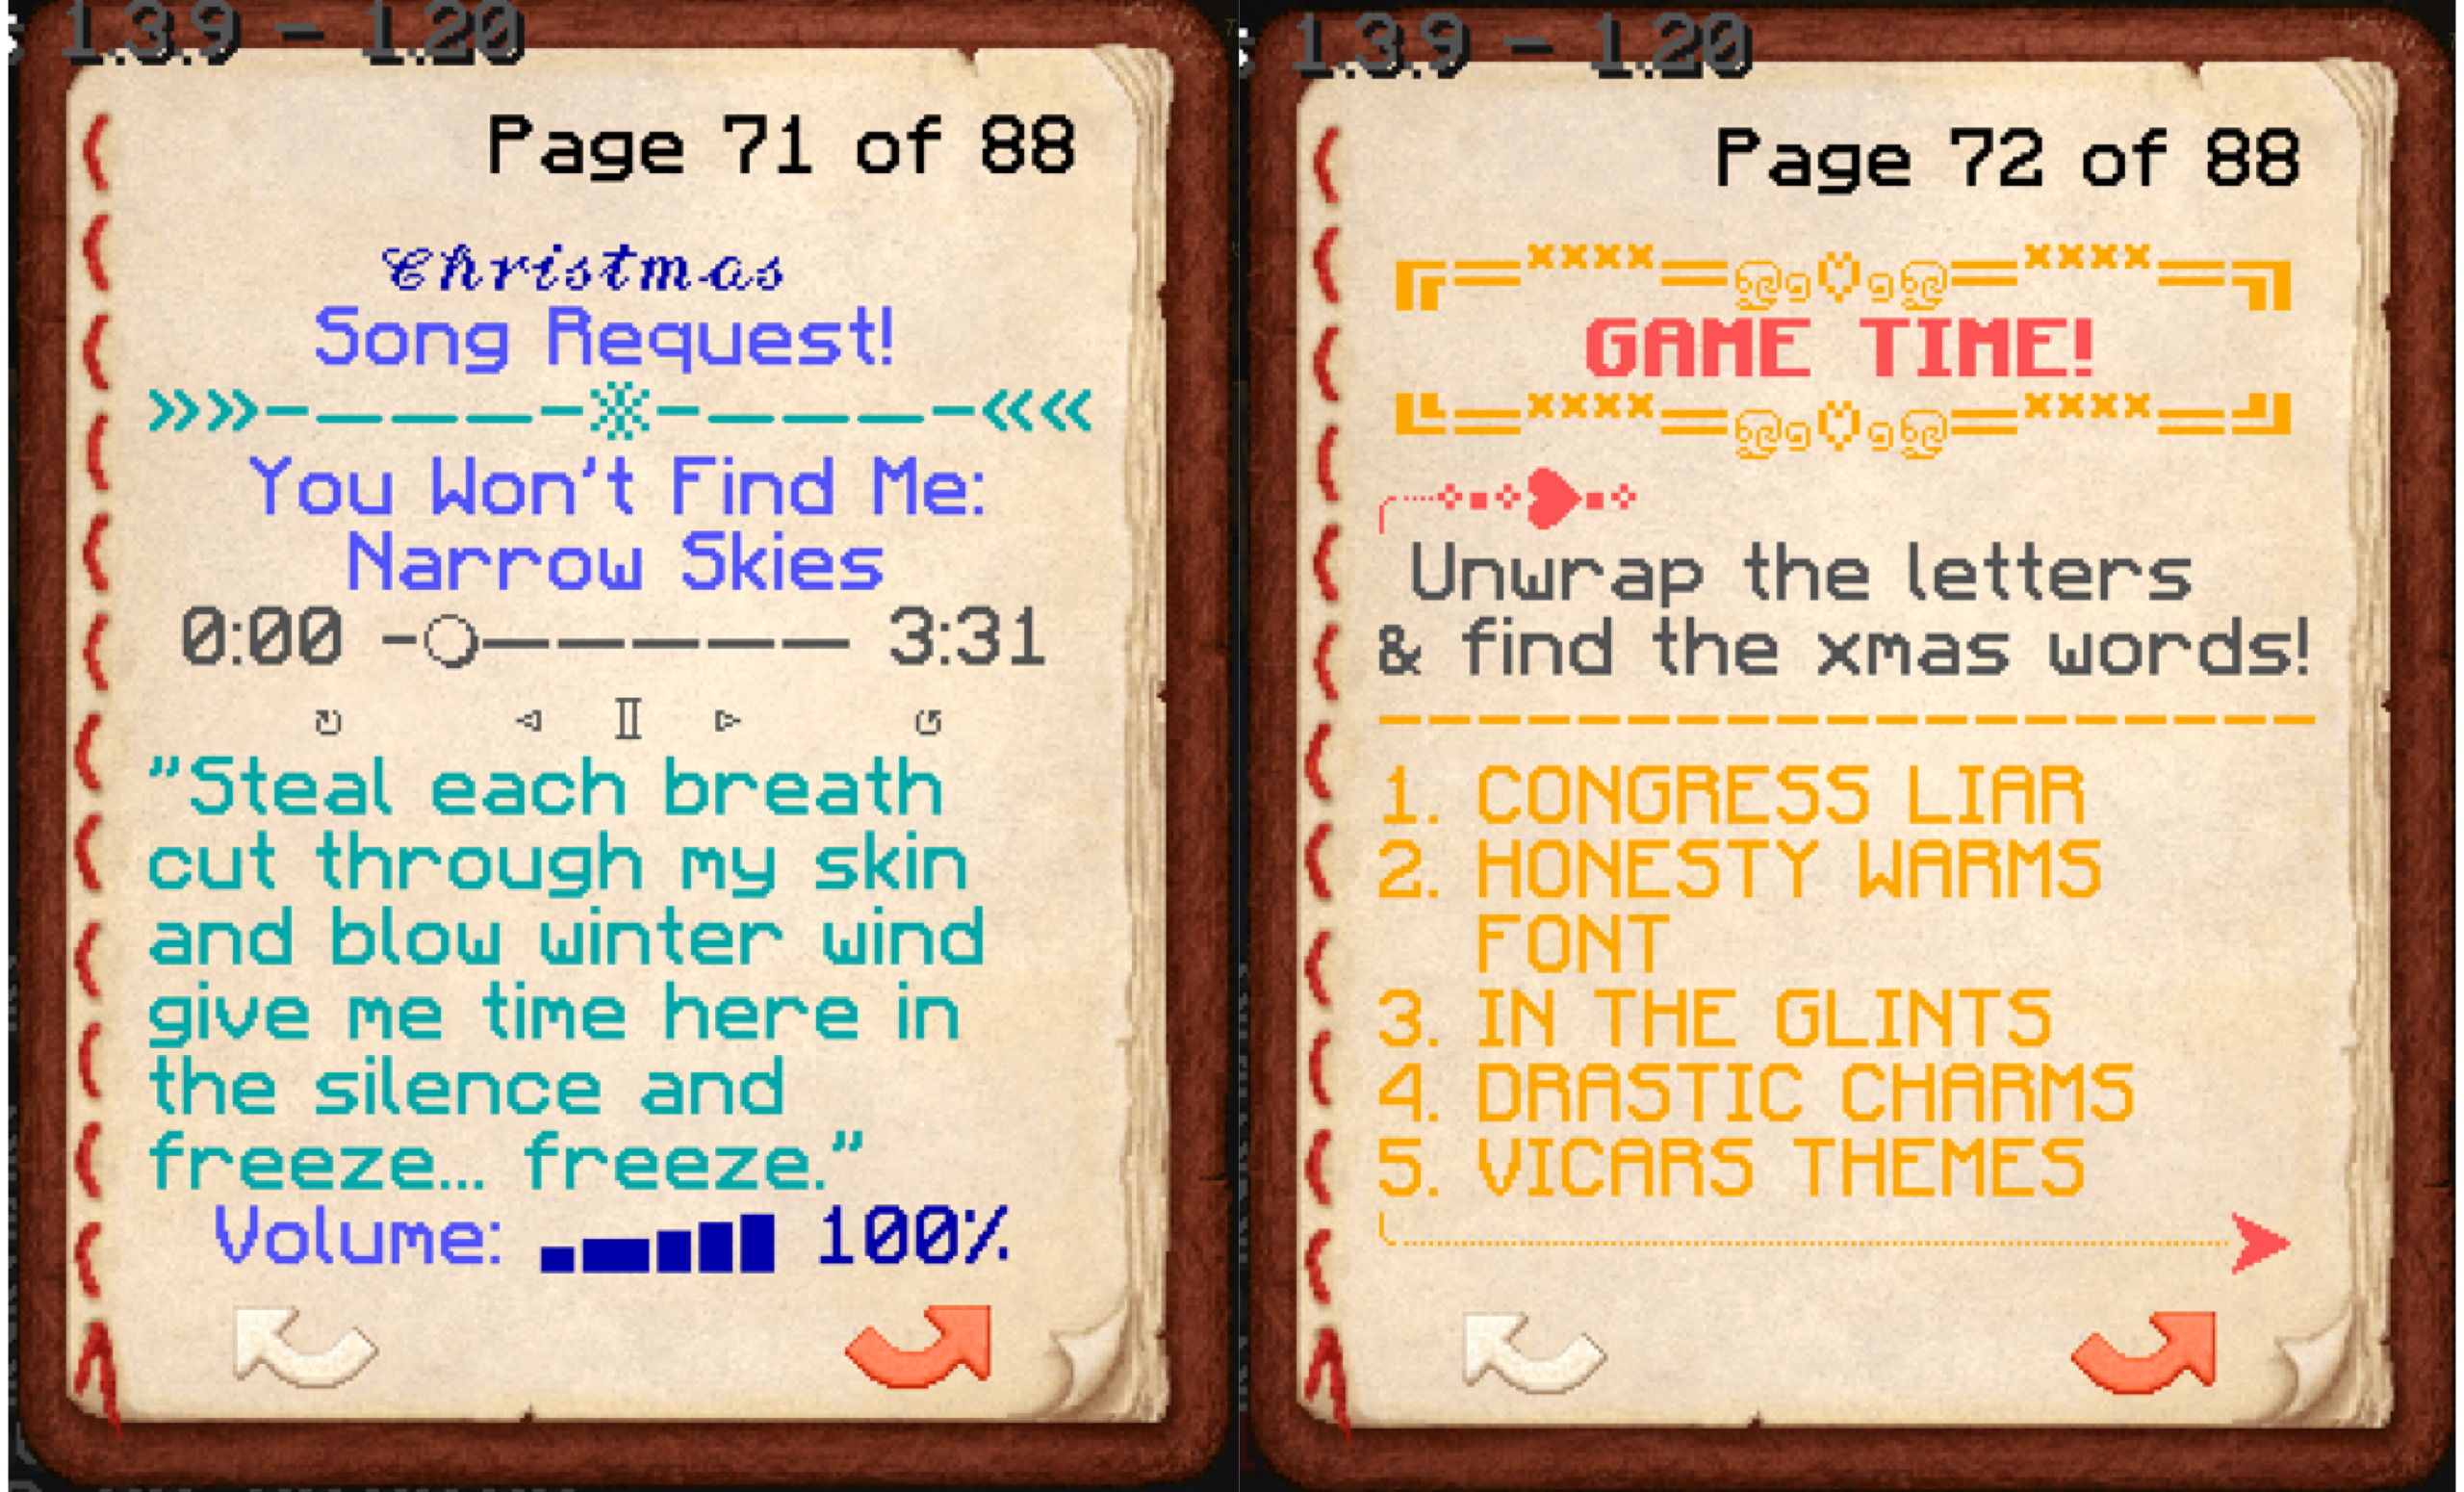 1.3.9 - 1.20
Page 71 of 88
Christmas
Song Request!
»»»-————-※-————-«««
You Won't Find Me:
Narrow Skies
0:00 -○—————— 3:31
↻ ◁ II ▷ ↺
"Steal each breath
cut through my skin
and blow winter wind
give me time here in
the silence and
freeze... freeze."
Volume: ▂▃▅▆▇ 100%
1.3.9 - 1.20
Page 72 of 88
GAME TIME!
Unwrap the letters
& find the xmas words!
-------------------
1. CONGRESS LIAR
2. HONESTY WARMS
FONT
3. IN THE GLINTS
4. DRASTIC CHARMS
5. VICARS THEMES